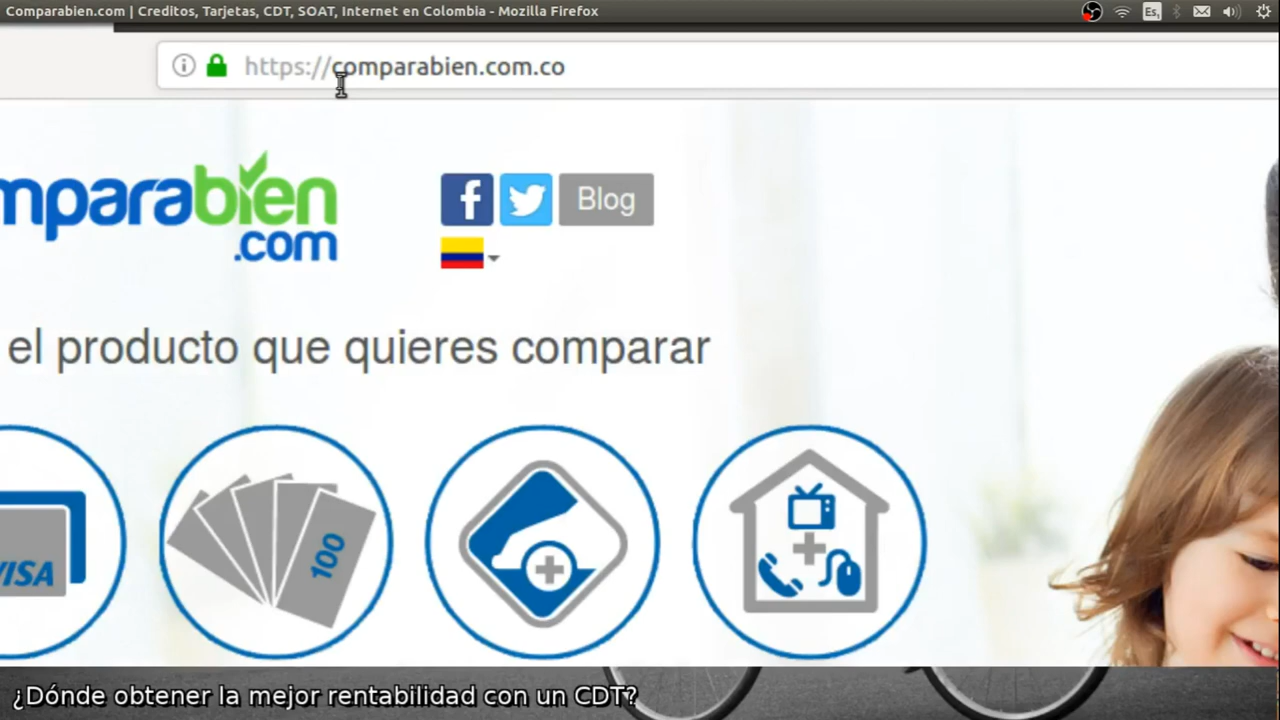 Comparabien.com | Creditos, Tarjetas, CDT, SOAT, Internet en Colombia - Mozilla Firefox
Es
https://comparabien.com.co
mparabien
.com
f
Blog
el producto que quieres comparar
VISA
100
¿Dónde obtener la mejor rentabilidad con un CDT?